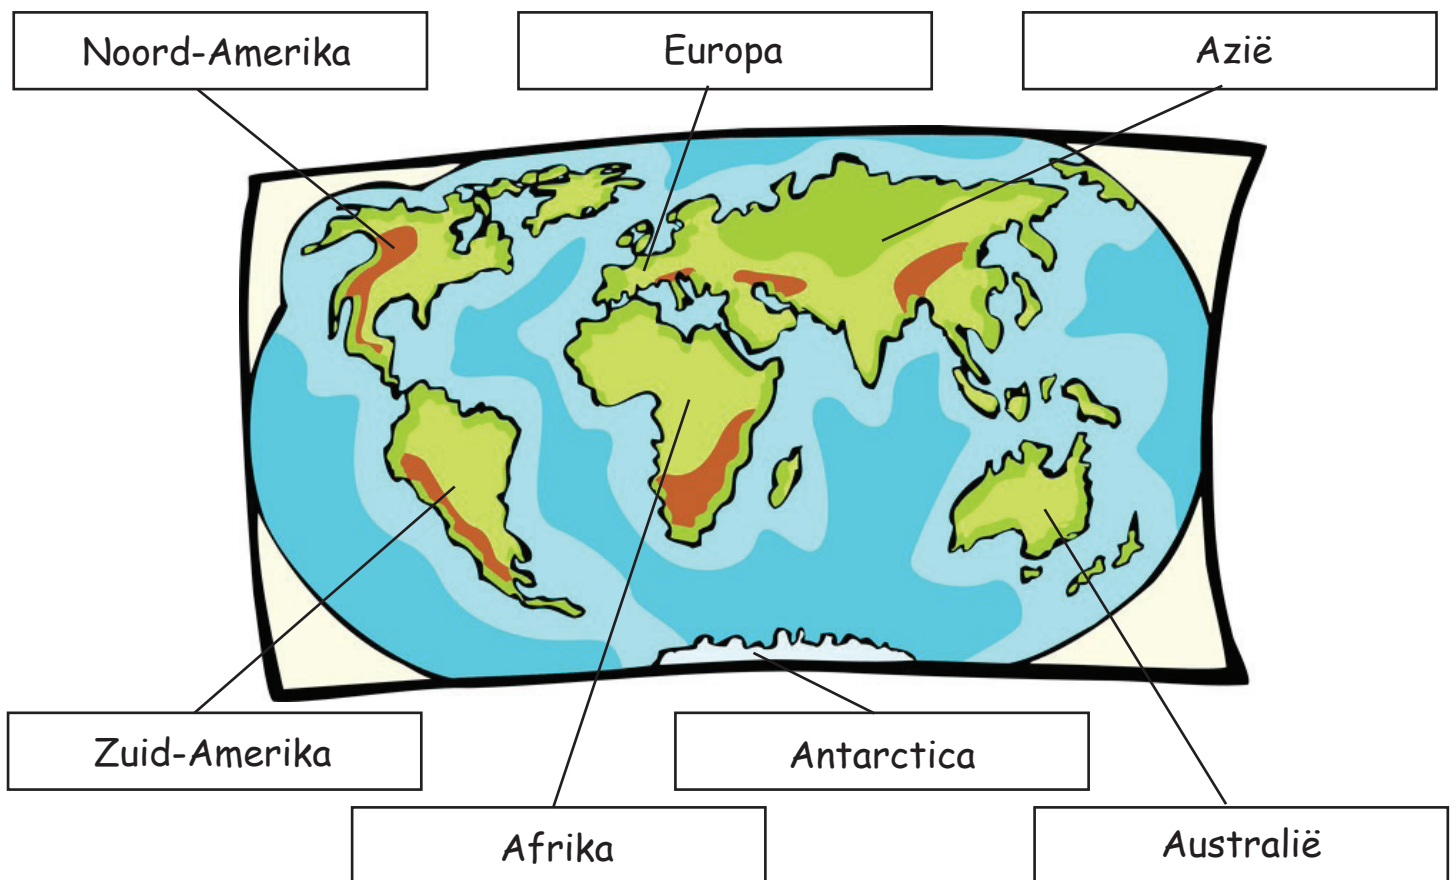 Noord-Amerika
Europa
Azië
Zuid-Amerika
Antarctica
Afrika
Australië